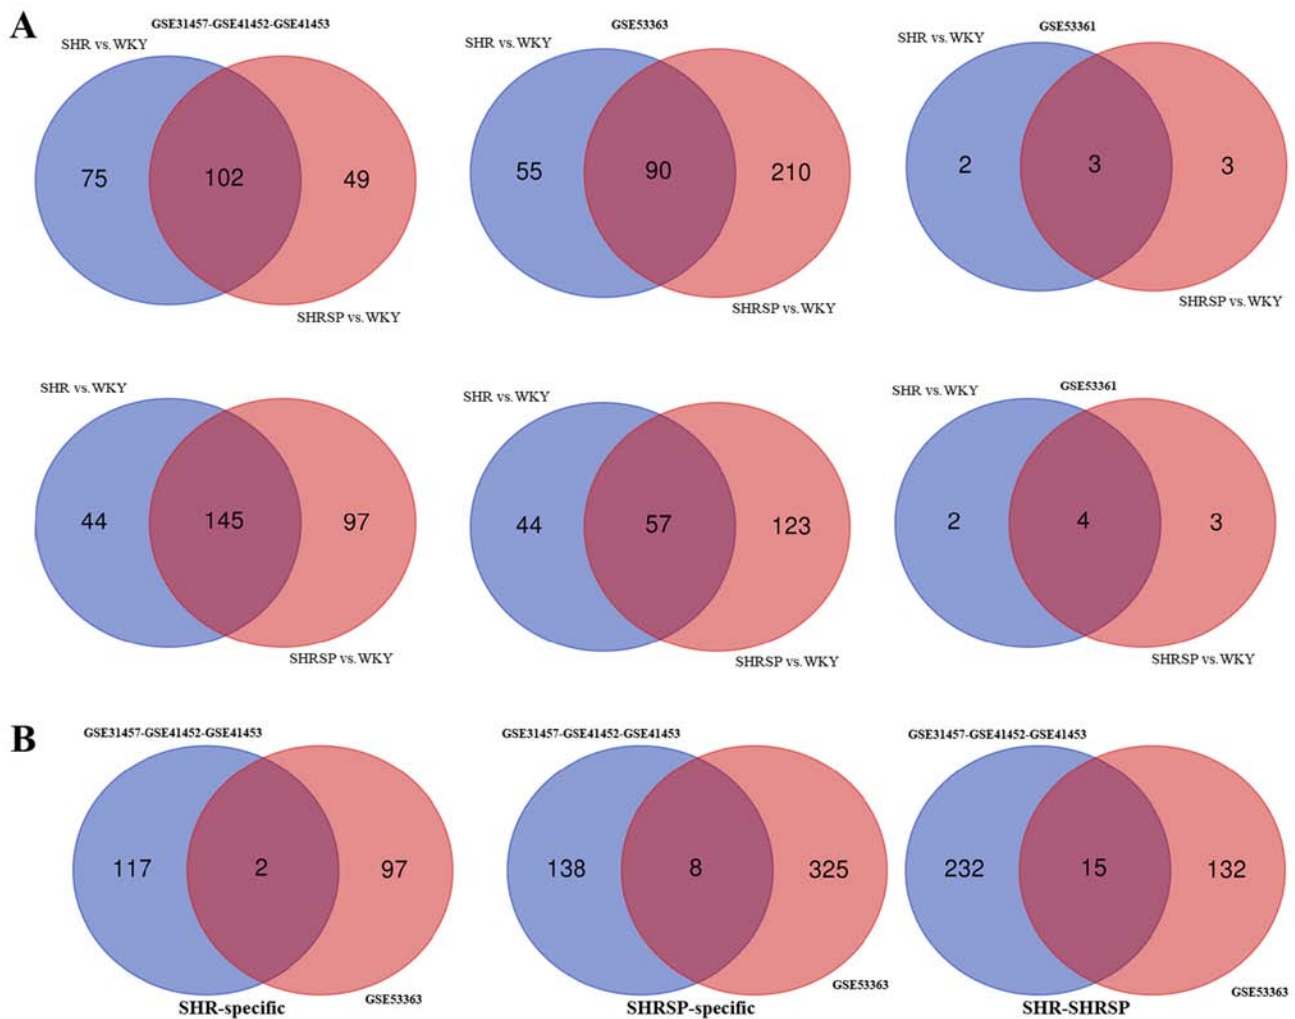 A
GSE31457-GSE41452-GSE41453
SHR vs.WKY
75
102
49
SHRSP vs.WKY
GSE53363
SHR vs.WKY
55
90
210
SHRSP vs.WKY
GSE53361
SHR vs.WKY
2
3
3
SHRSP vs.WKY
SHR vs.WKY
44
145
97
SHRSP vs.WKY
SHR vs.WKY
44
57
123
SHRSP vs.WKY
GSE53361
SHR vs.WKY
2
4
3
SHRSP vs.WKY
B
GSE31457-GSE41452-GSE41453
117
2
97
GSE53363
SHR-specific
GSE31457-GSE41452-GSE41453
138
8
325
GSE53363
SHRSP-specific
GSE31457-GSE41452-GSE41453
232
15
132
GSE53363
SHR-SHRSP